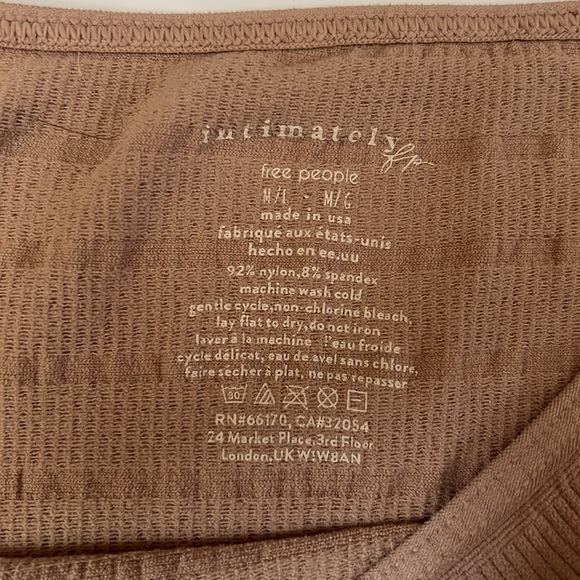 intimately fp
free people
M/L - M/G
made in usa
fabriqué aux états-unis
hecho en ee.uu
92% nylon,8% spandex
machine wash cold
gentle cycle,non-chlorine bleach,
lay flat to dry,do not iron
laver a la machine l'eau froide
cycle délicat, eau de avel sans chlore,
faire sécher à plat, ne pas repasser
30
RN#66170, CA#32054
24 Market Place,3rd Floor
London,UKW1W8AN